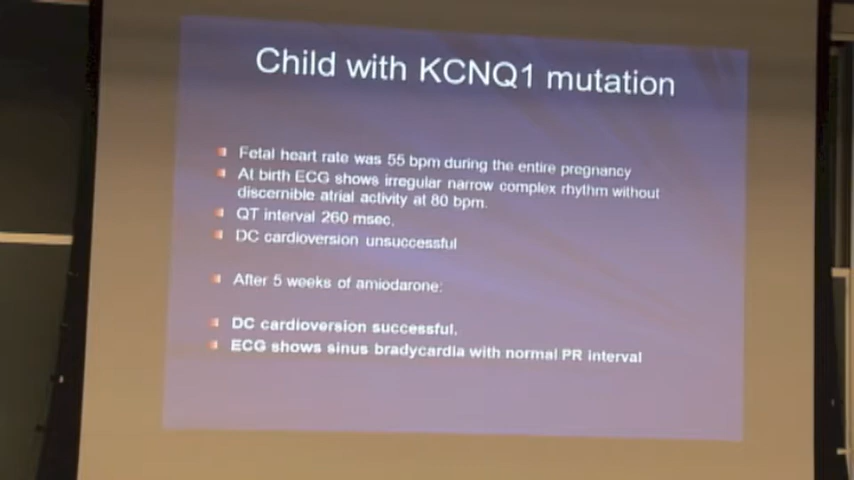 Child with KCNQ1 mutation
Fetal heart rate was 55 bpm during the entire pregnancy
At birth ECG shows irregular narrow complex rhythm without
discernible atrial activity at 80 bpm.
QT interval 260 msec.
DC cardioversion unsuccessful
After 5 weeks of amiodarone:
DC cardioversion successful.
ECG shows sinus bradycardia with normal PR interval